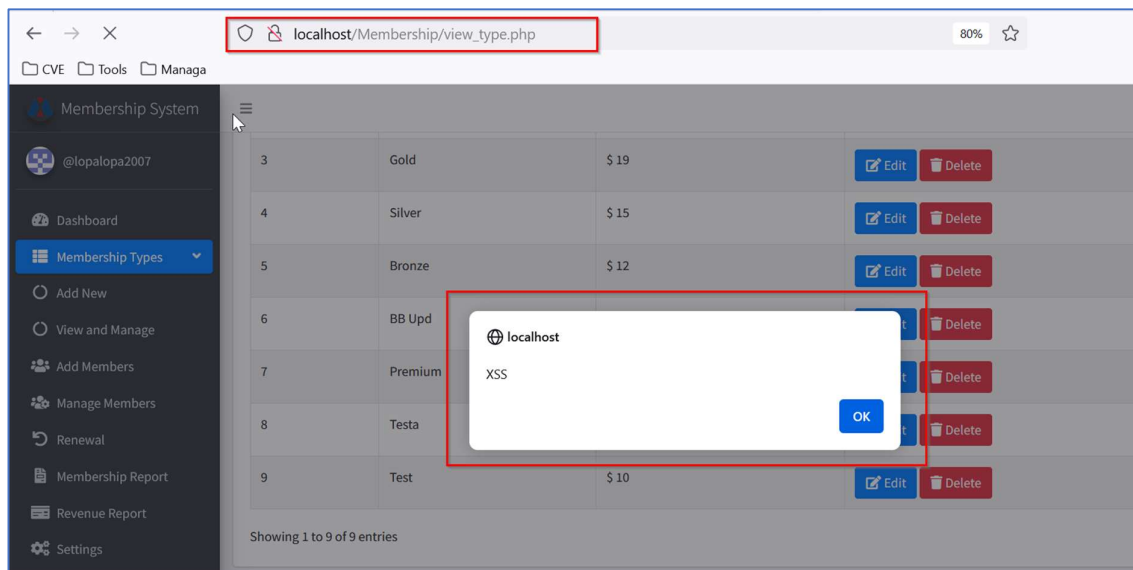 localhost/Membership/view_type.php
80%
CVE Tools Managa
Membership System
@lopalopa2007
Dashboard
Membership Types
Add New
View and Manage
Add Members
Manage Members
Renewal
Membership Report
Revenue Report
Settings
3 Gold $ 19 Edit Delete
4 Silver $ 15 Edit Delete
5 Bronze $ 12 Edit Delete
6 BB Upd t Delete
7 Premium t Delete
8 Testa t Delete
9 Test $ 10 Edit Delete
Showing 1 to 9 of 9 entries
localhost
XSS
OK